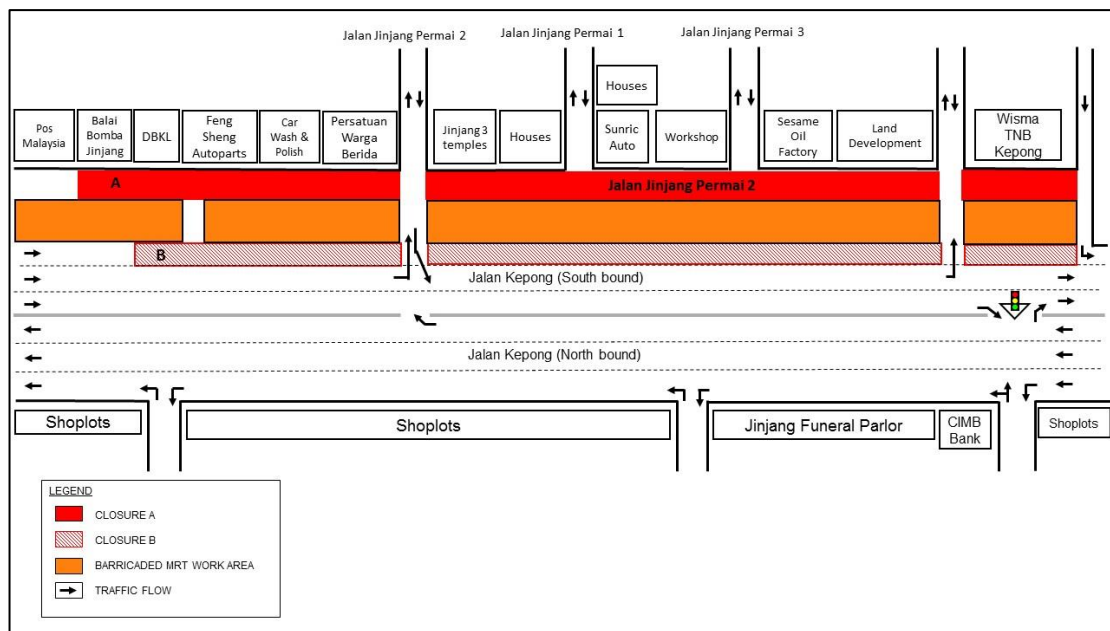 Jalan Jinjang Permai 2
Jalan Jinjang Permai 1
Jalan Jinjang Permai 3
Houses
Pos
Malaysia
Balai
Bomba
Jinjang
DBKL
Feng
Sheng
Autoparts
Car
Wash &
Polish
Persatuan
Warga
Berida
Jinjang 3
temples
Houses
Sunric
Auto
Workshop
Sesame
Oil
Factory
Land
Development
Wisma
TNB
Kepong
A
Jalan Jinjang Permai 2
B
Jalan Kepong (South bound)
Jalan Kepong (North bound)
Shoplots
Shoplots
Jinjang Funeral Parlor
CIMB
Bank
Shoplots
LEGEND
CLOSURE A
CLOSURE B
BARRICADED MRT WORK AREA
TRAFFIC FLOW